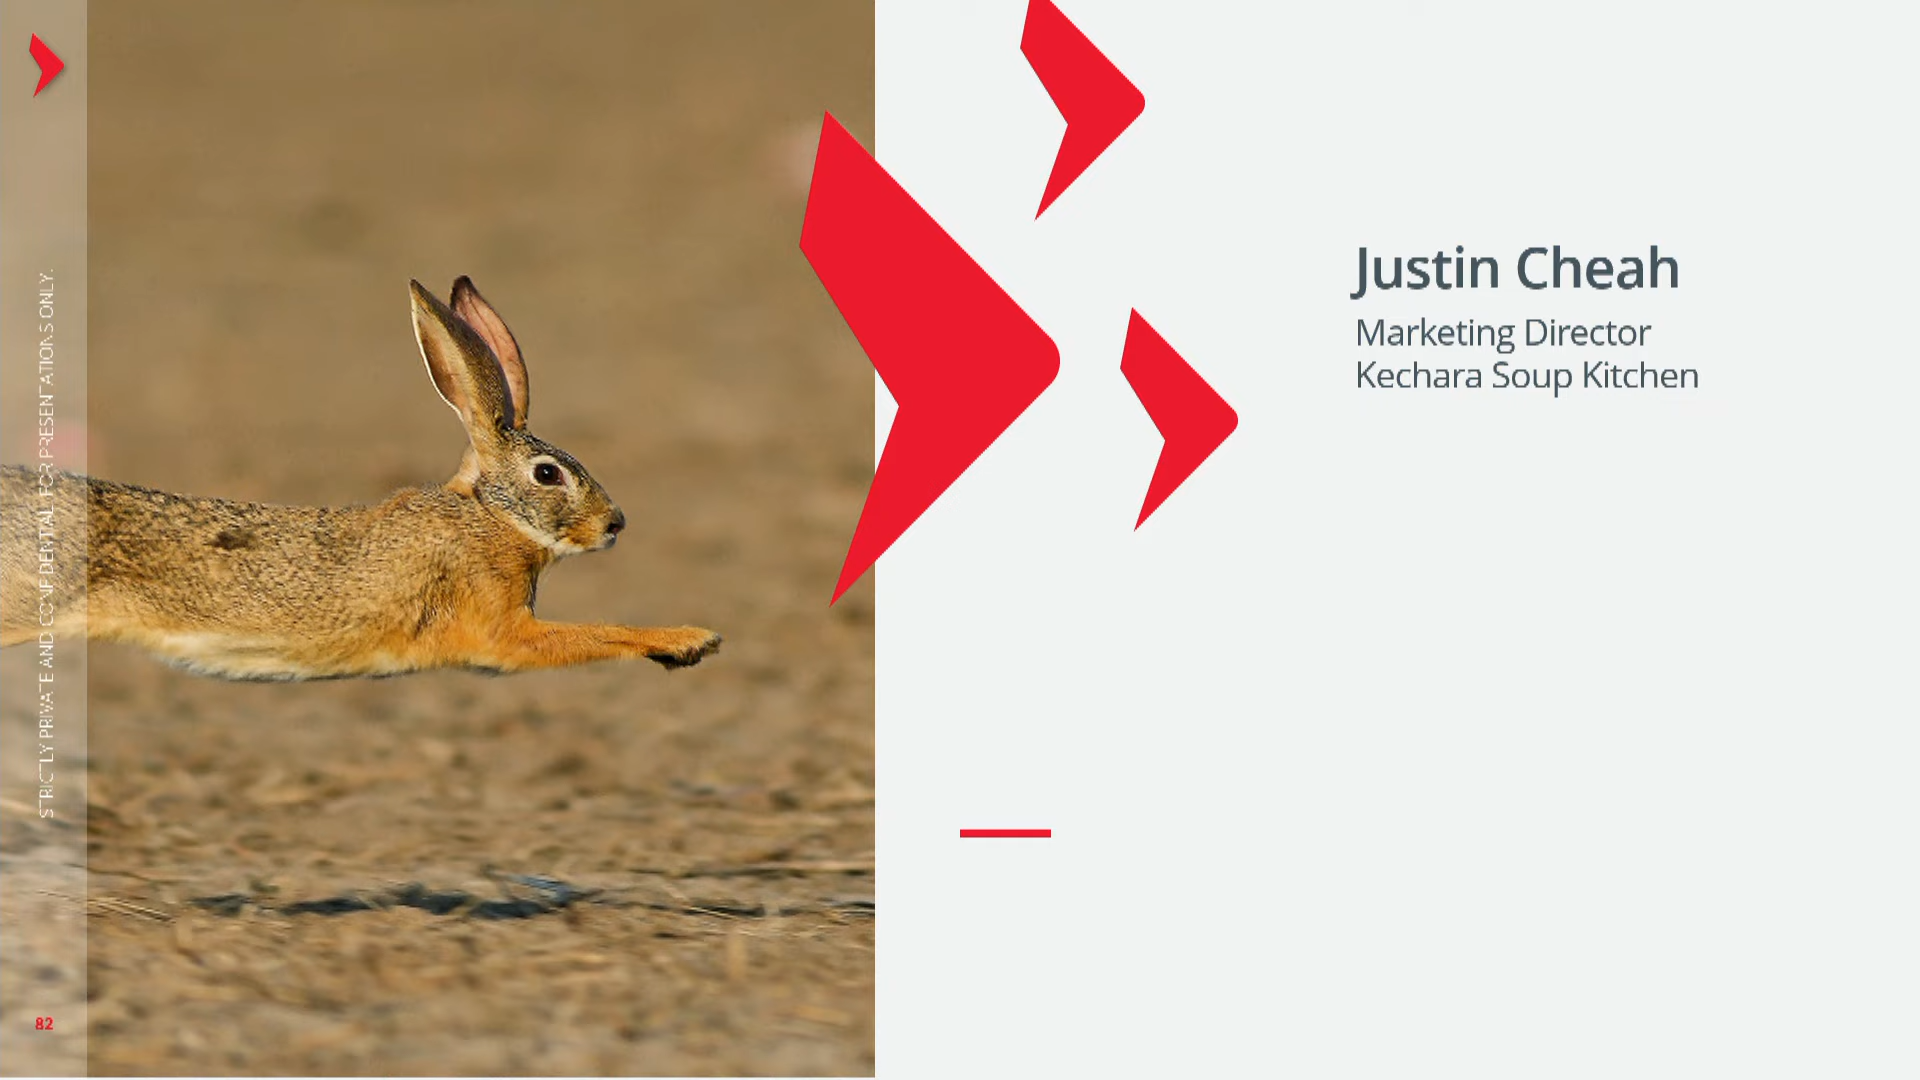 STRICTLY PRIVATE AND CONFIDENTIAL. FOR PRESENTATIONS ONLY.
Justin Cheah
Marketing Director
Kechara Soup Kitchen
82